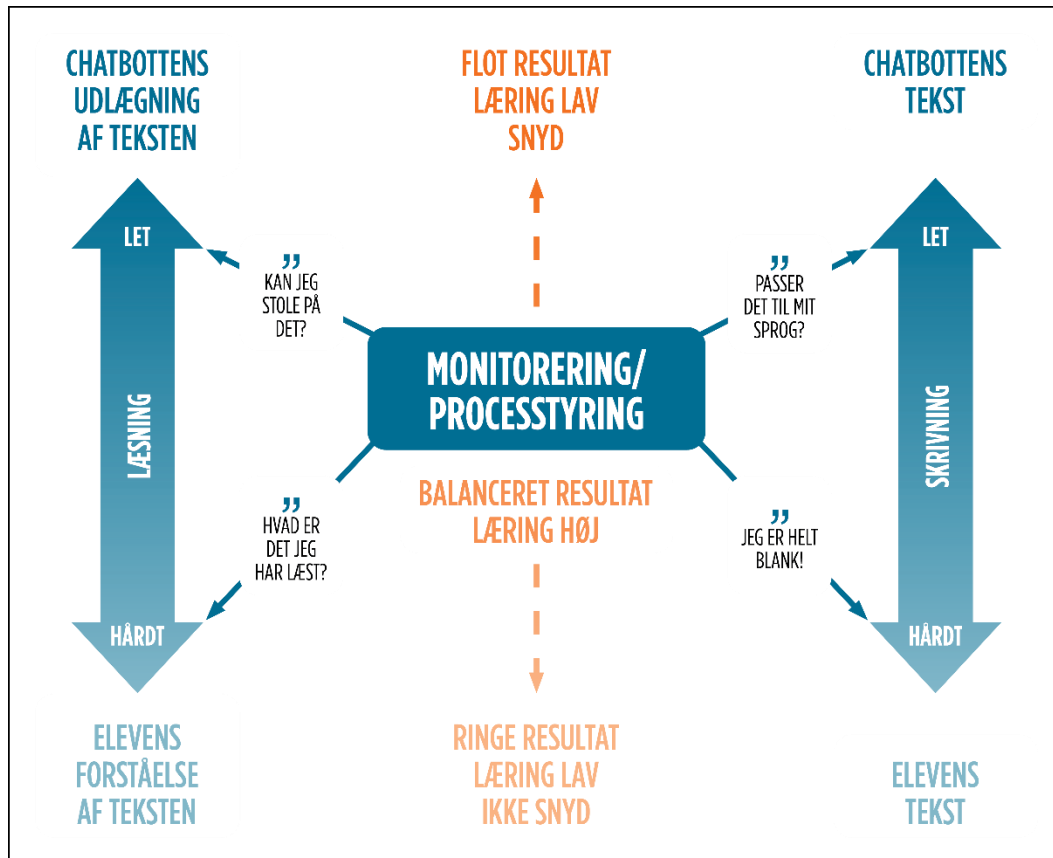 CHATBOTTENS
UDLÆGNING
AF TEKSTEN
FLOT RESULTAT
LÆRING LAV
SNYD
CHATBOTTENS
TEKST
LET
LÆSNING
HÅRDT
„
KAN JEG
STOLE PÅ
DET?
„
PASSER
DET TIL MIT
SPROG?
LET
SKRIVNING
HÅRDT
MONITORERING/
PROCESSTYRING
„
HVAD ER
DET JEG
HAR LÆST?
BALANCERET RESULTAT
LÆRING HØJ
„
JEG ER HELT
BLANK!
ELEVENS
FORSTÅELSE
AF TEKSTEN
RINGE RESULTAT
LÆRING LAV
IKKE SNYD
ELEVENS
TEKST